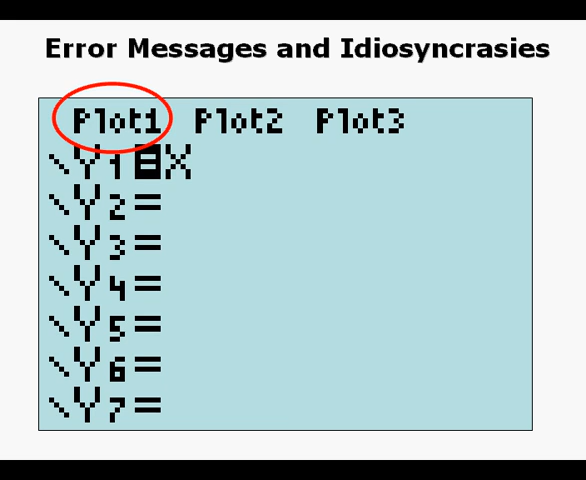 Error Messages and Idiosyncrasies
Plot1 Plot2 Plot3
\Y1=X
\Y2=
\Y3=
\Y4=
\Y5=
\Y6=
\Y7=